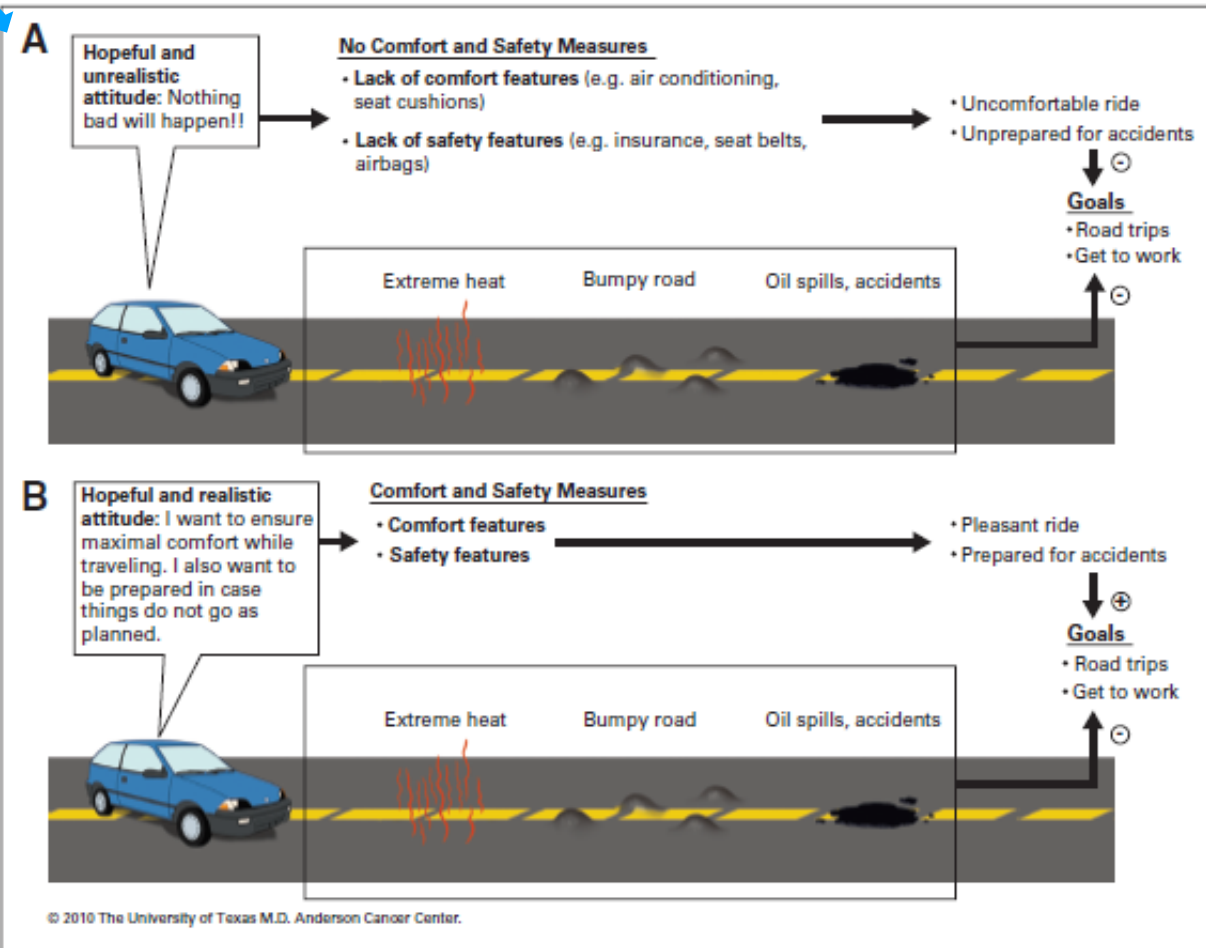 A
Hopeful and
unrealistic
attitude: Nothing
bad will happen!!
No Comfort and Safety Measures
• Lack of comfort features (e.g. air conditioning,
seat cushions)
• Lack of safety features (e.g. insurance, seat belts,
airbags)
• Uncomfortable ride
• Unprepared for accidents
-
Goals
• Road trips
• Get to work
-
Extreme heat
Bumpy road
Oil spills, accidents
B
Hopeful and realistic
attitude: I want to ensure
maximal comfort while
traveling. I also want to
be prepared in case
things do not go as
planned.
Comfort and Safety Measures
• Comfort features
• Safety features
• Pleasant ride
• Prepared for accidents
+
Goals
• Road trips
• Get to work
-
Extreme heat
Bumpy road
Oil spills, accidents
© 2010 The University of Texas M.D. Anderson Cancer Center.